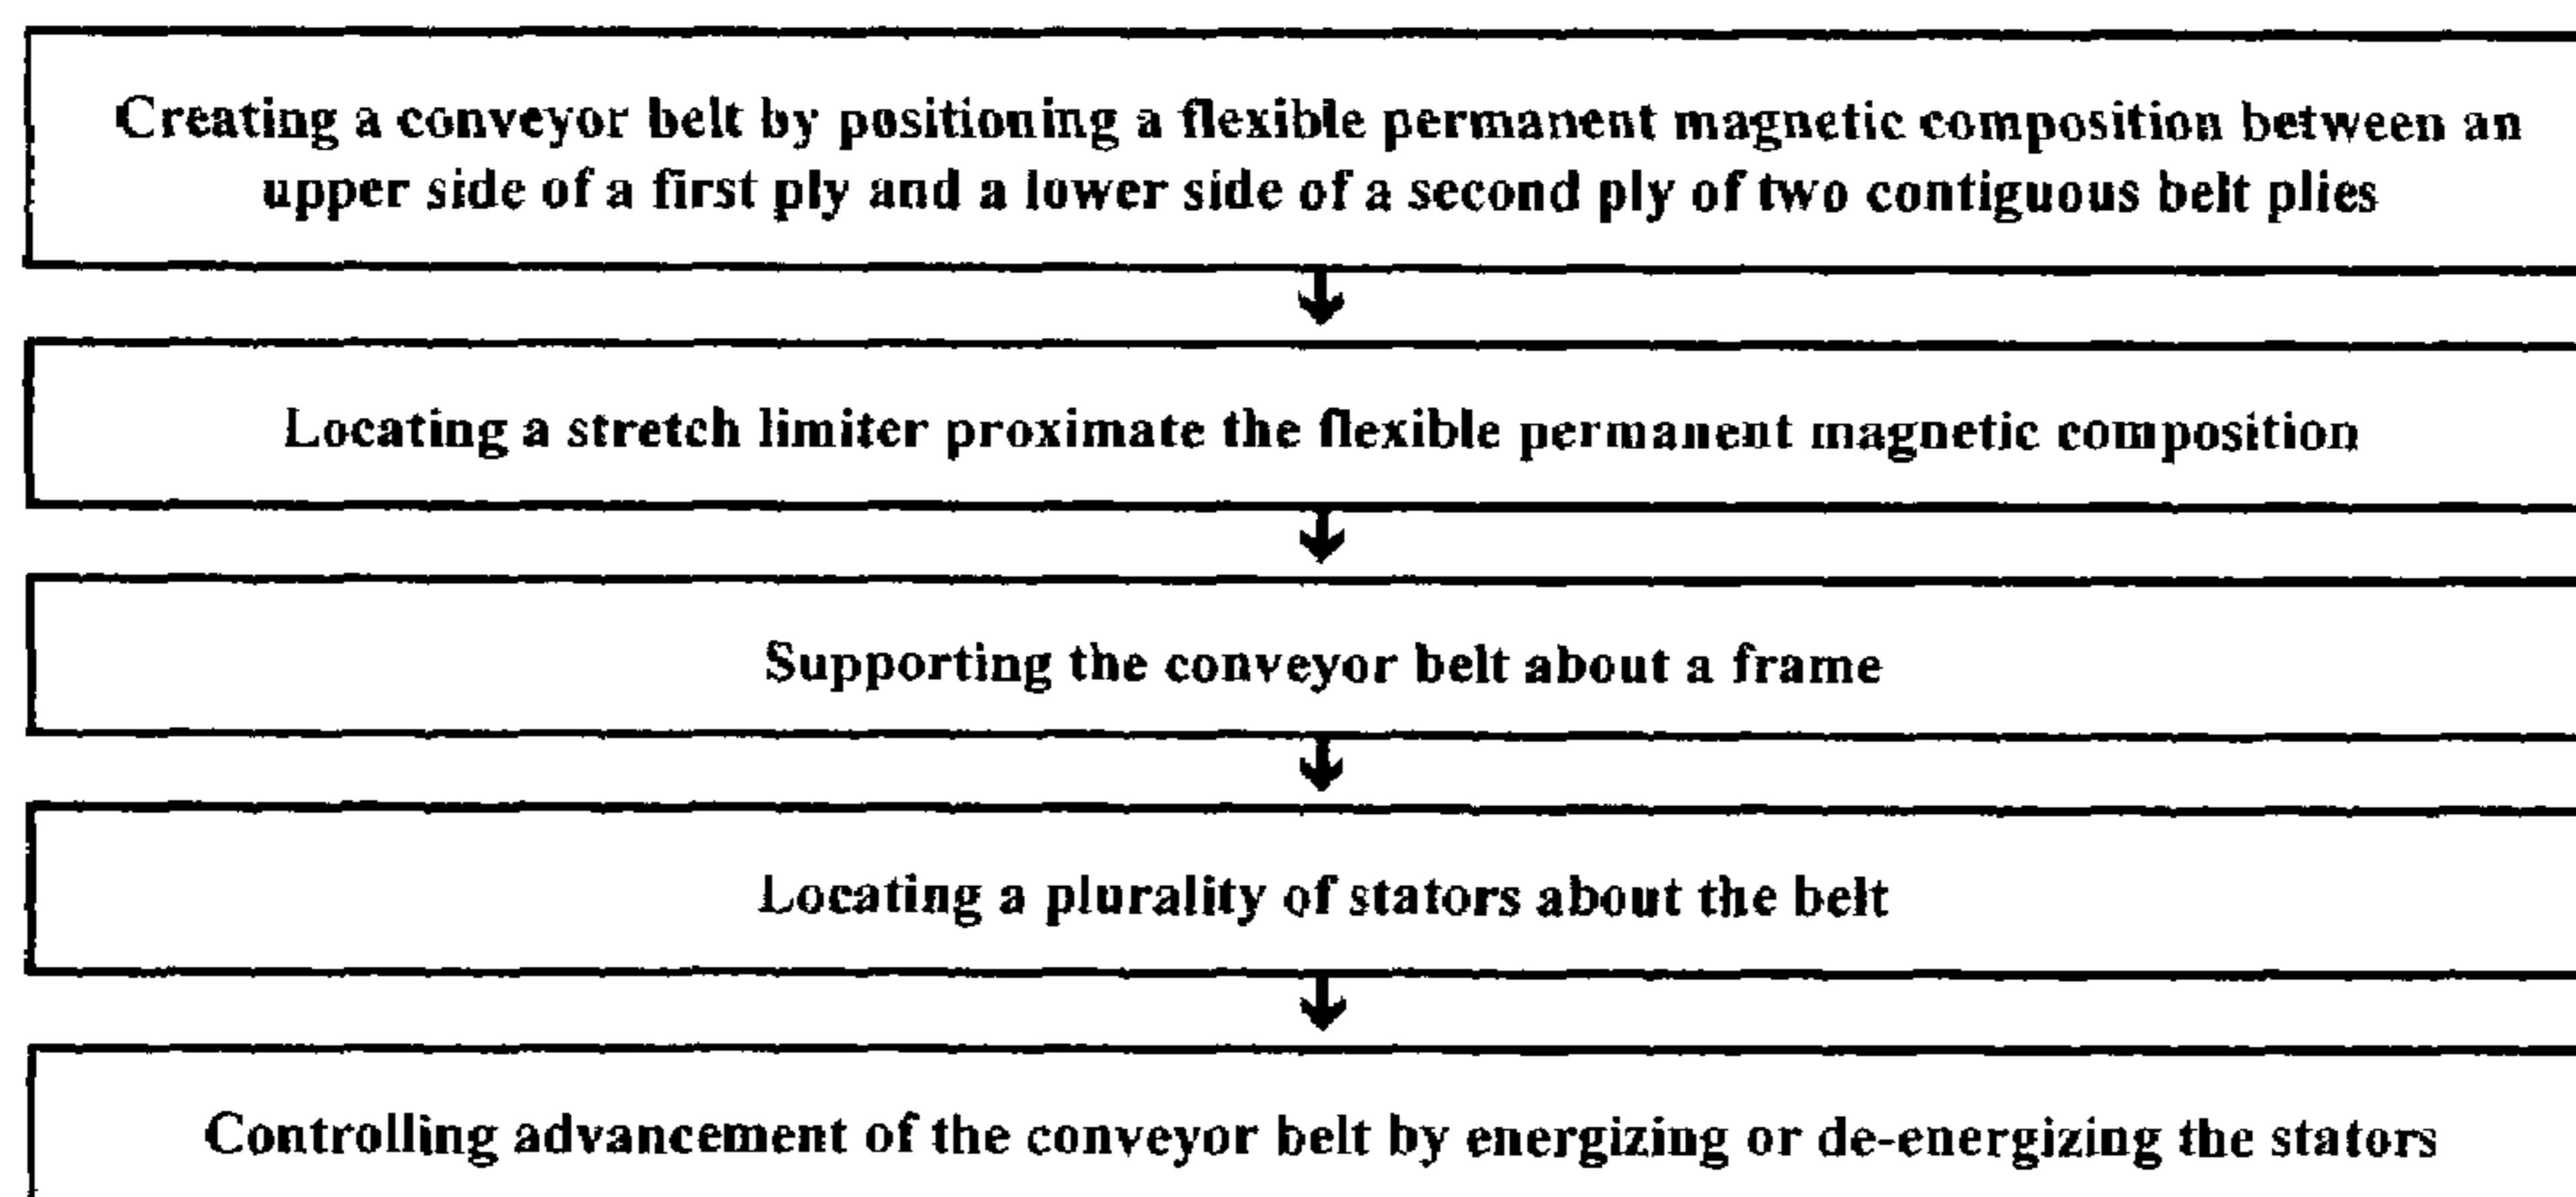 Creating a conveyor belt by positioning a flexible permanent magnetic composition between an
upper side of a first ply and a lower side of a second ply of two contiguous belt plies
Locating a stretch limiter proximate the flexible permanent magnetic composition
Supporting the conveyor belt about a frame
Locating a plurality of stators about the belt
Controlling advancement of the conveyor belt by energizing or de-energizing the stators